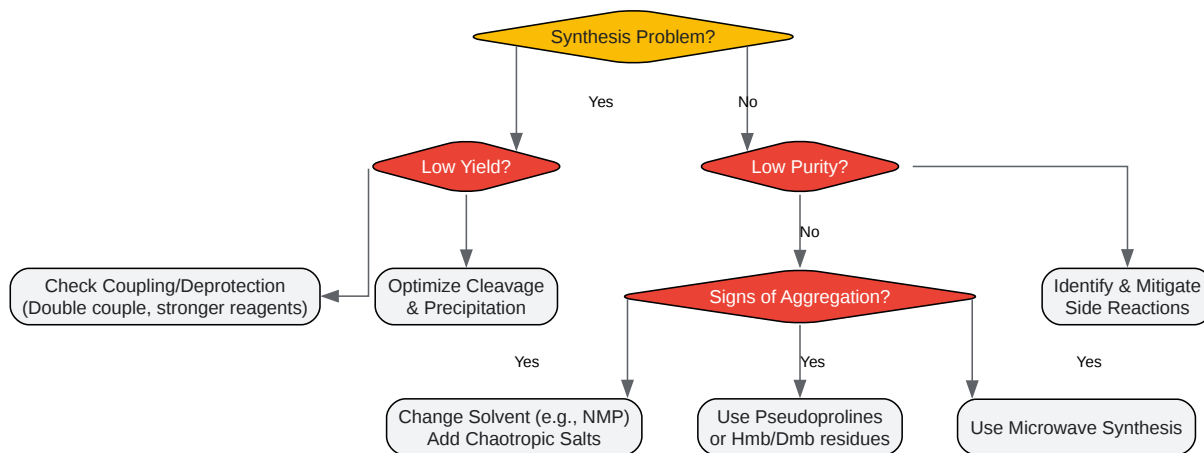 Synthesis Problem?
Yes
No
Low Yield?
Low Purity?
No
Check Coupling/Deprotection
(Double couple, stronger reagents)
Optimize Cleavage
& Precipitation
Signs of Aggregation?
Identify & Mitigate
Side Reactions
Yes
Yes
Yes
Change Solvent (e.g., NMP)
Add Chaotropic Salts
Use Pseudoprolines
or Hmb/Dmb residues
Use Microwave Synthesis